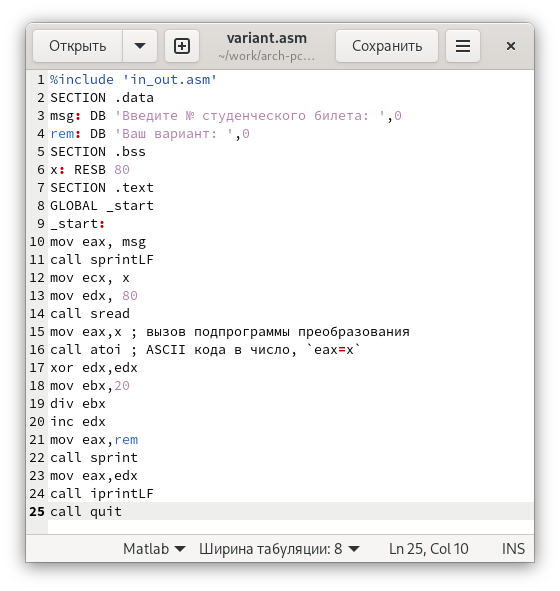 Открыть
variant.asm
~/work/arch-pc...
Сохранить
1 %include 'in_out.asm'
2 SECTION .data
3 msg: DB 'Введите № студенческого билета: ',0
4 rem: DB 'Ваш вариант: ',0
5 SECTION .bss
6 x: RESB 80
7 SECTION .text
8 GLOBAL _start
9 _start:
10 mov eax, msg
11 call sprintLF
12 mov ecx, x
13 mov edx, 80
14 call sread
15 mov eax,x ; вызов подпрограммы преобразования
16 call atoi ; ASCII кода в число, `eax=x`
17 xor edx,edx
18 mov ebx,20
19 div ebx
20 inc edx
21 mov eax,rem
22 call sprint
23 mov eax,edx
24 call iprintLF
25 call quit
Matlab Ширина табуляции: 8 Ln 25, Col 10 INS